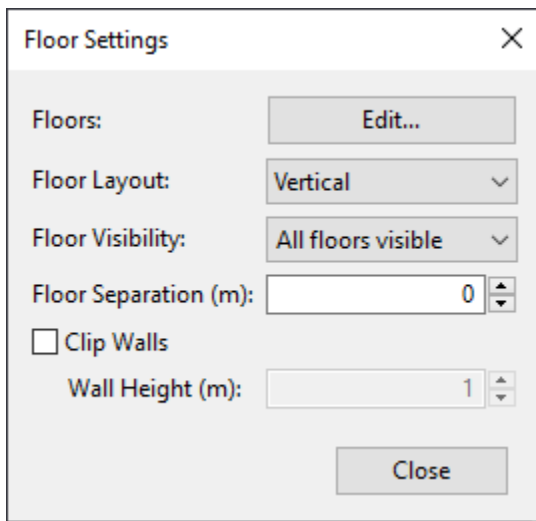 Floor Settings
Floors: Edit...
Floor Layout: Vertical
Floor Visibility: All floors visible
Floor Separation (m): 0
Clip Walls
Wall Height (m): 1
Close